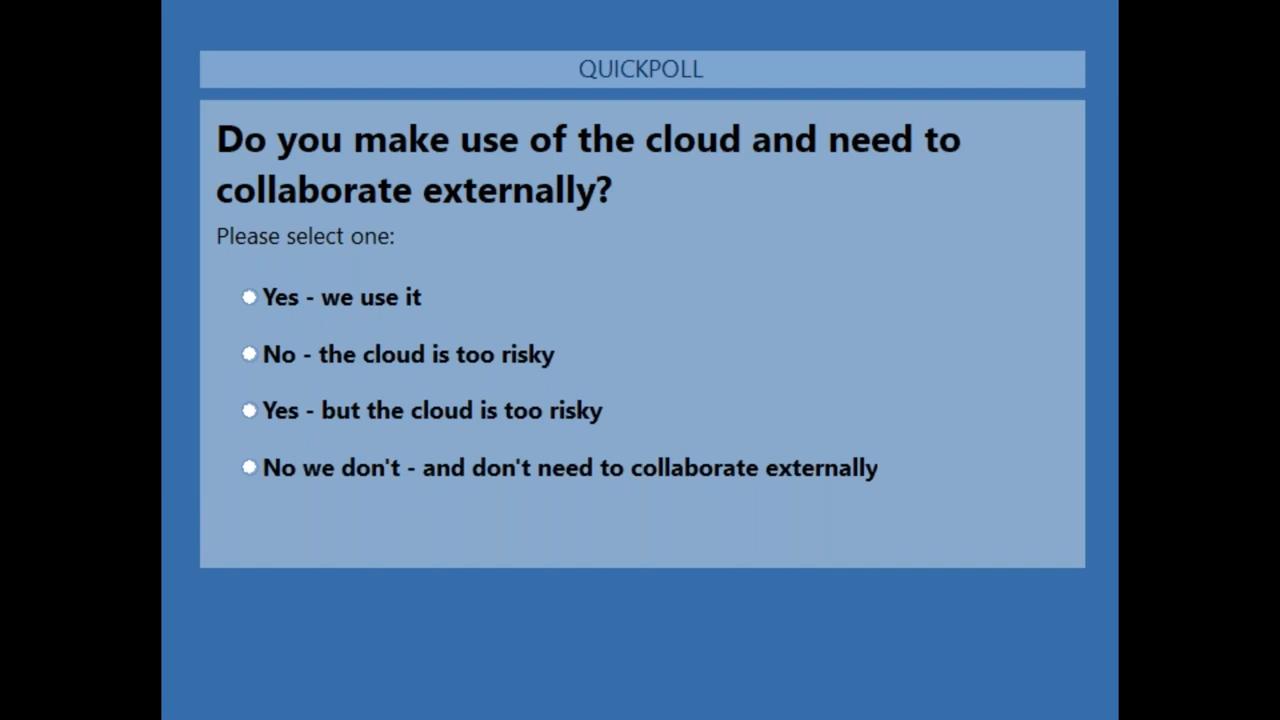 QUICKPOLL
Do you make use of the cloud and need to
collaborate externally?
Please select one:
Yes - we use it
No - the cloud is too risky
Yes - but the cloud is too risky
No we don't - and don't need to collaborate externally